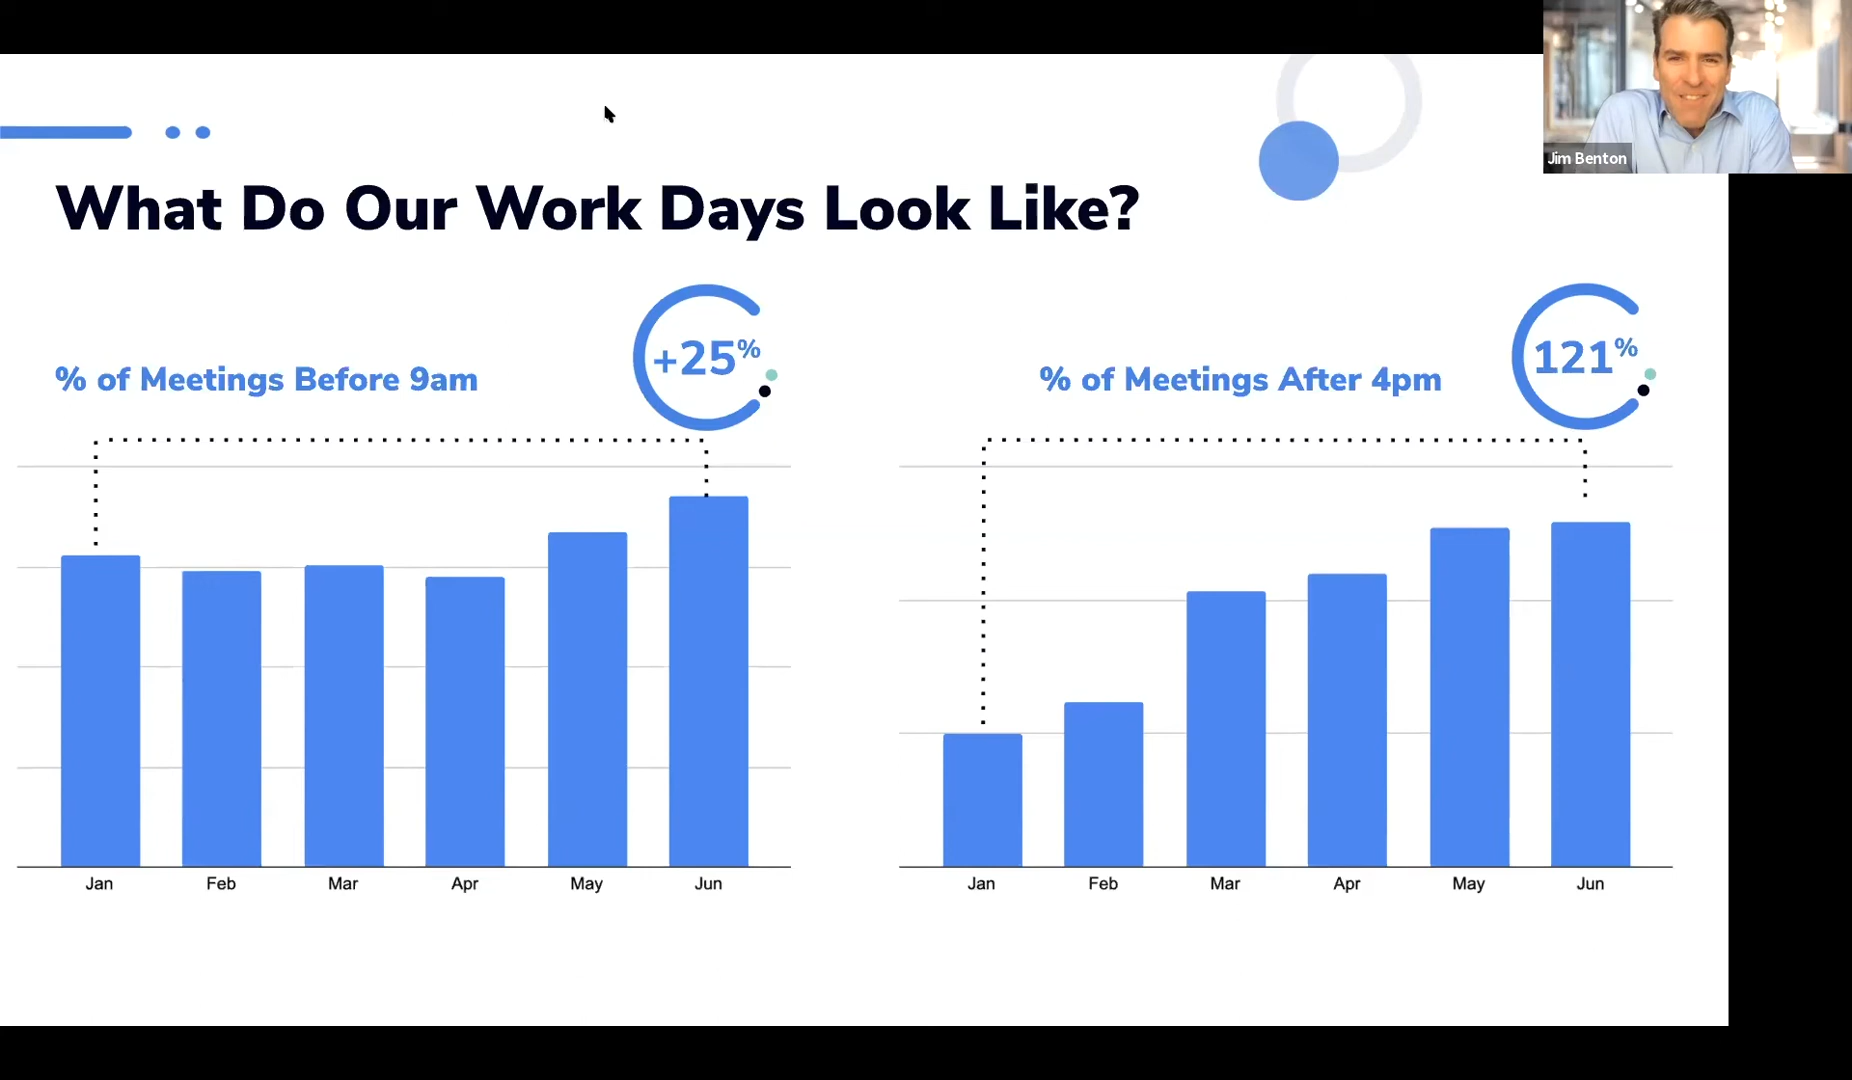 Jim Benton
What Do Our Work Days Look Like?
% of Meetings Before 9am
+25%
Jan Feb Mar Apr May Jun
% of Meetings After 4pm
121%
Jan Feb Mar Apr May Jun